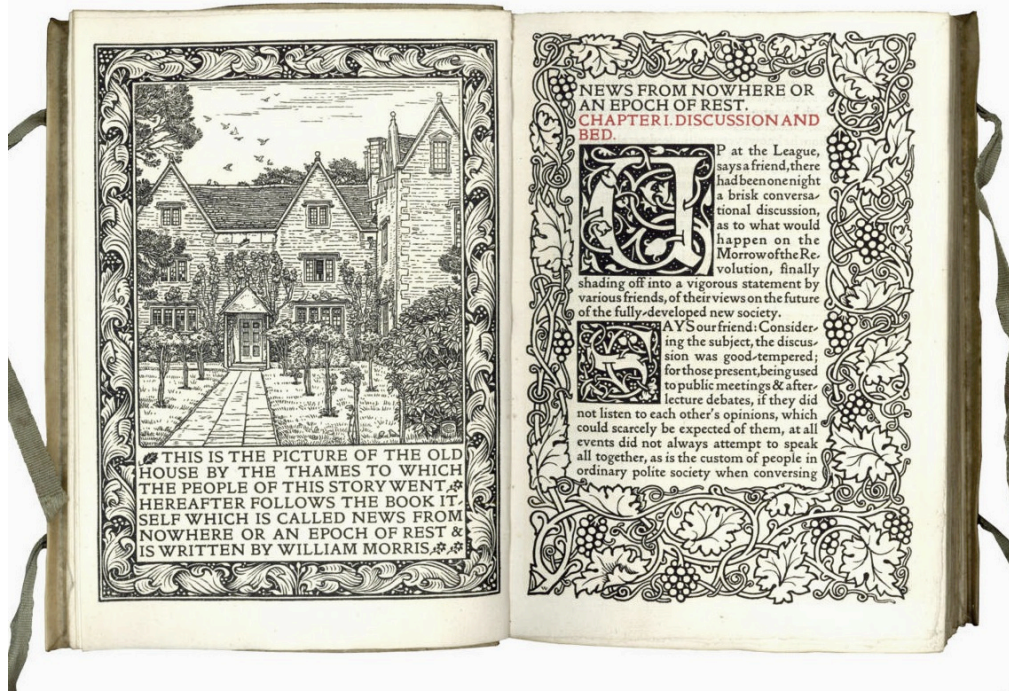 THIS IS THE PICTURE OF THE OLD
HOUSE BY THE THAMES TO WHICH
THE PEOPLE OF THIS STORY WENT
HEREAFTER FOLLOWS THE BOOK IT-
SELF WHICH IS CALLED NEWS FROM
NOWHERE OR AN EPOCH OF REST &
IS WRITTEN BY WILLIAM MORRIS
NEWS FROM NOWHERE OR
AN EPOCH OF REST.
CHAPTER I. DISCUSSION AND
BED.
UP at the League,
says a friend, there
had been one night
a brisk conversa-
tional discussion,
as to what would
happen on the
Morrow of the Re-
volution, finally
shading off into a vigorous statement by
various friends, of their views on the future
of the fully-developed new society.
SAYS our friend: Consider-
ing the subject, the discus-
sion was good-tempered;
for those present, being used
to public meetings & after-
lecture debates, if they did
not listen to each other's opinions, which
could scarcely be expected of them, at all
events did not always attempt to speak
all together, as is the custom of people in
ordinary polite society when conversing